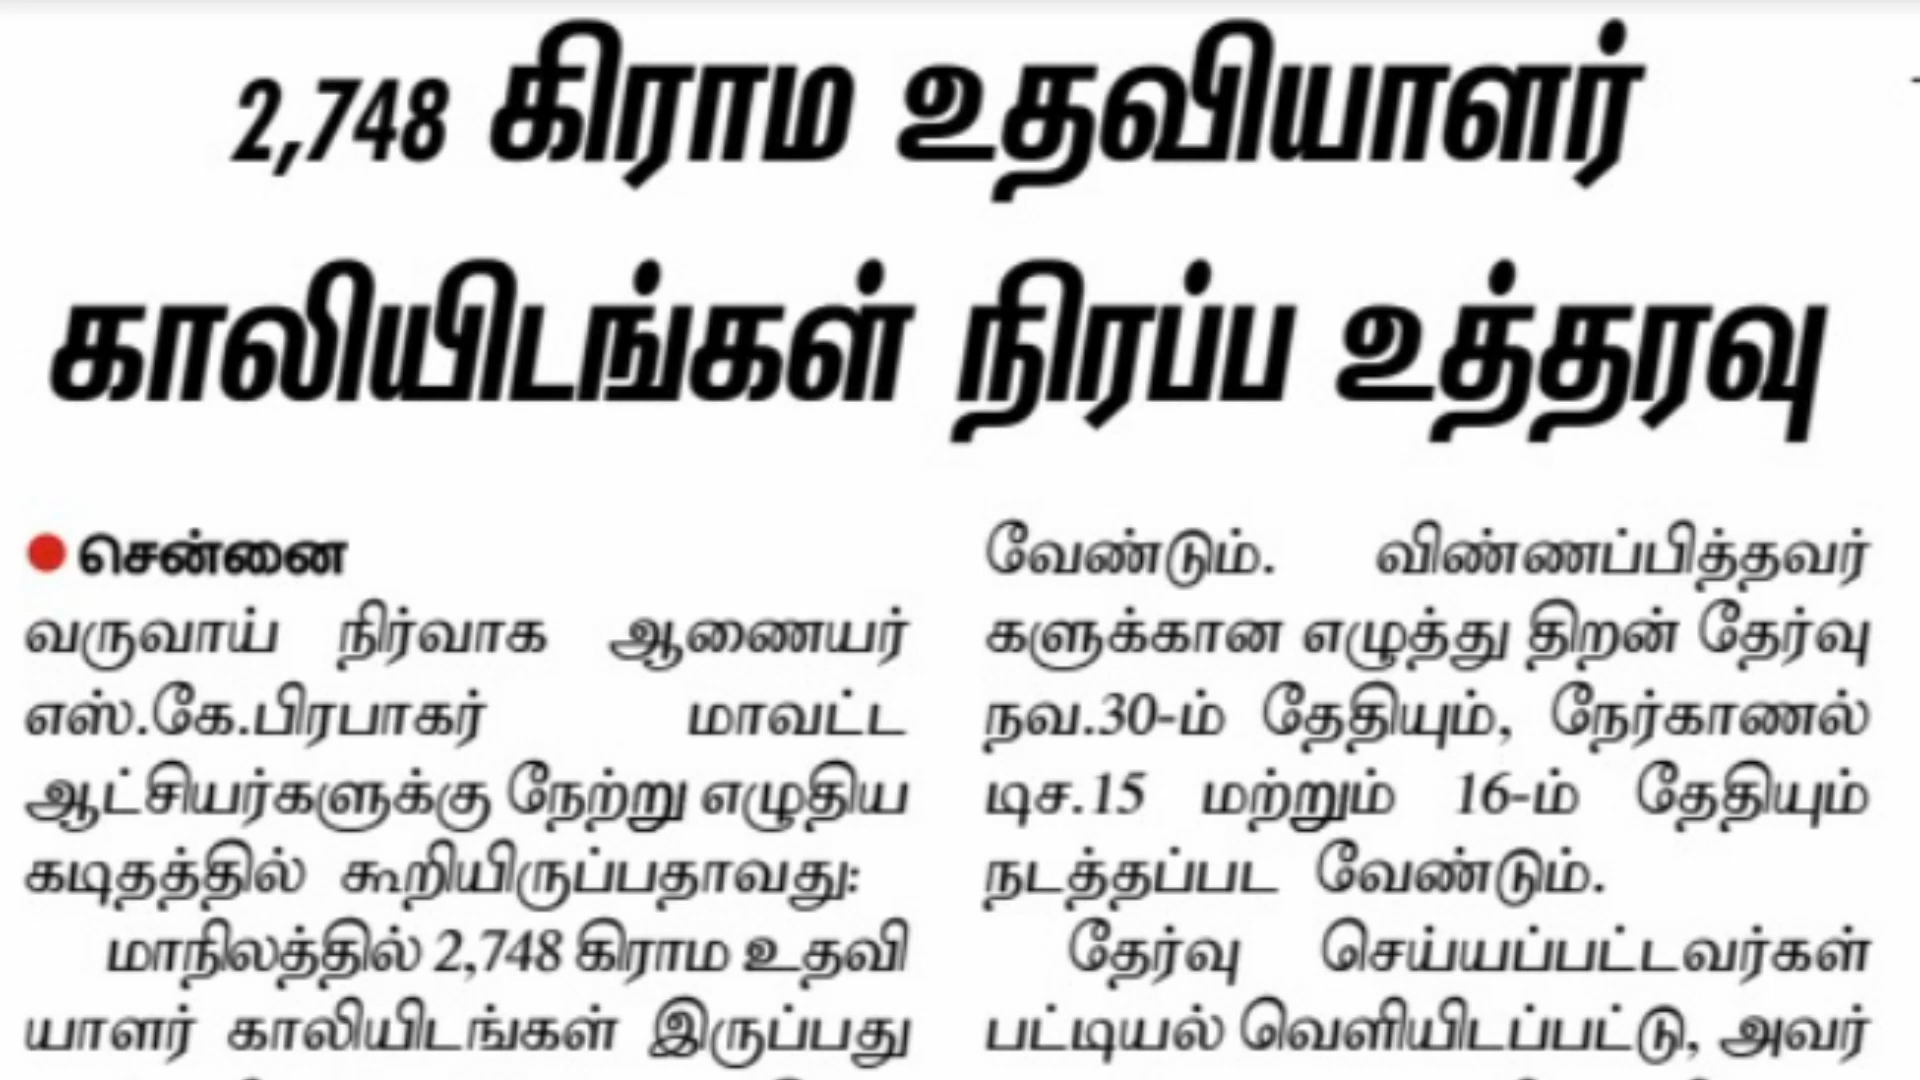 2,748 கிராம உதவியாளர்
காலியிடங்கள் நிரப்ப உத்தரவு
சென்னை
வருவாய் நிர்வாக ஆணையர்
எஸ்.கே.பிரபாகர் மாவட்ட
ஆட்சியர்களுக்கு நேற்று எழுதிய
கடிதத்தில் கூறியிருப்பதாவது:
மாநிலத்தில் 2,748 கிராம உதவி
யாளர் காலியிடங்கள் இருப்பது
வேண்டும். விண்ணப்பித்தவர்
களுக்கான எழுத்து திறன் தேர்வு
நவ.30-ம் தேதியும், நேர்காணல்
டிச.15 மற்றும் 16-ம் தேதியும்
நடத்தப்பட வேண்டும்.
தேர்வு செய்யப்பட்டவர்கள்
பட்டியல் வெளியிடப்பட்டு, அவர்